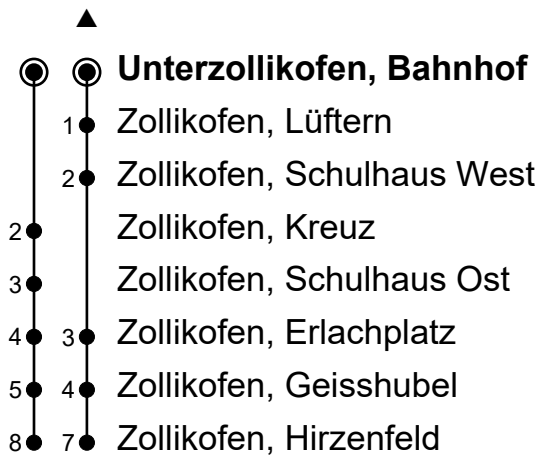 ▲
Unterzollikofen, Bahnhof
1 Zollikofen, Lüftern
2 Zollikofen, Schulhaus West
2 Zollikofen, Kreuz
3 Zollikofen, Schulhaus Ost
4 3 Zollikofen, Erlachplatz
5 4 Zollikofen, Geisshubel
8 7 Zollikofen, Hirzenfeld